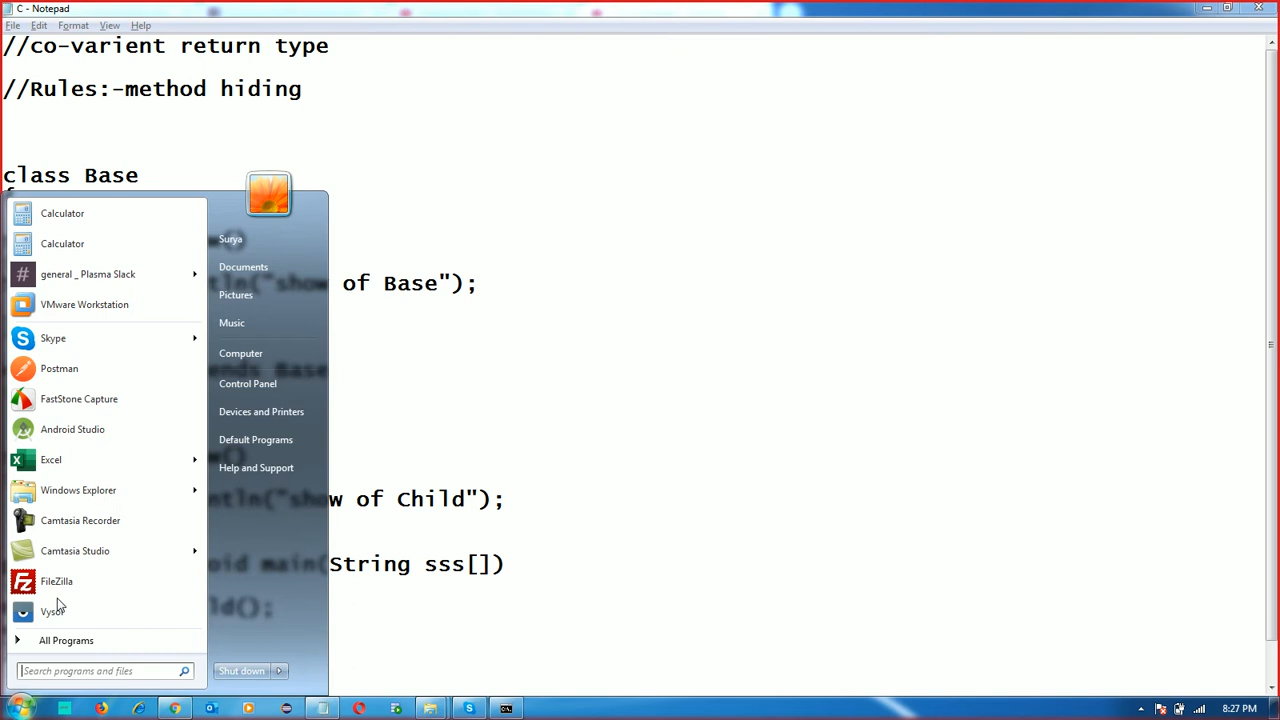 C - Notepad
File Edit Format View Help
//co-varient return type
//Rules:-method hiding
class Base
of Base");
w of Child");
String sss[])
Calculator
Calculator
general _ Plasma Slack
VMware Workstation
Skype
Postman
FastStone Capture
Android Studio
Excel
Windows Explorer
Camtasia Recorder
Camtasia Studio
FileZilla
Vysor
All Programs
Search programs and files
Surya
Documents
Pictures
Music
Computer
Control Panel
Devices and Printers
Default Programs
Help and Support
Shut down
8:27 PM